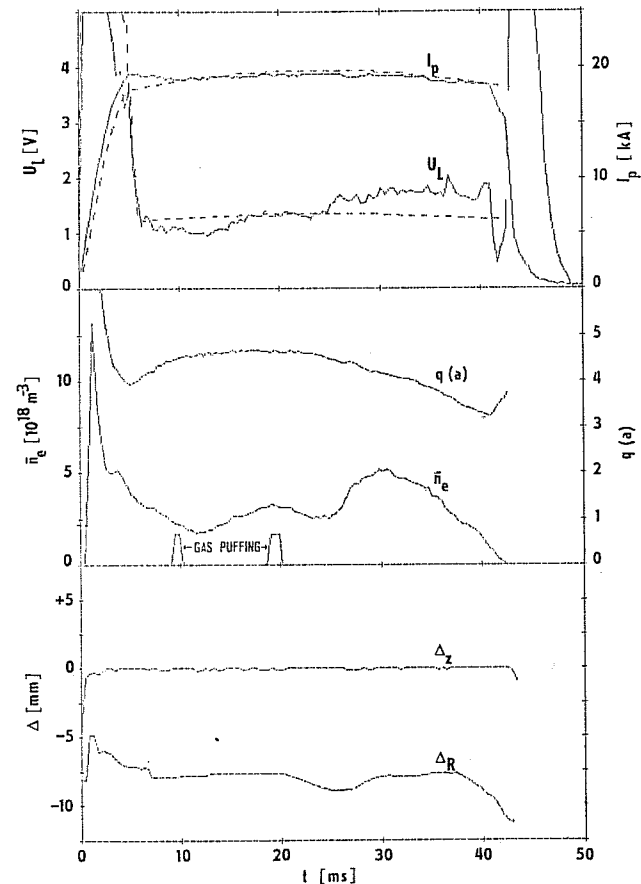 4
3
2
1
0
U_L [V]
I_p
U_L
20
10
0
I_p [kA]
10
5
0
n̄_e [10^18 m^-3]
q (a)
n̄_e
←GAS PUFFING→
5
4
3
2
1
0
q (a)
+5
0
-5
-10
Δ [mm]
Δ_z
Δ_R
0 10 20 30 40 50
t [ms]